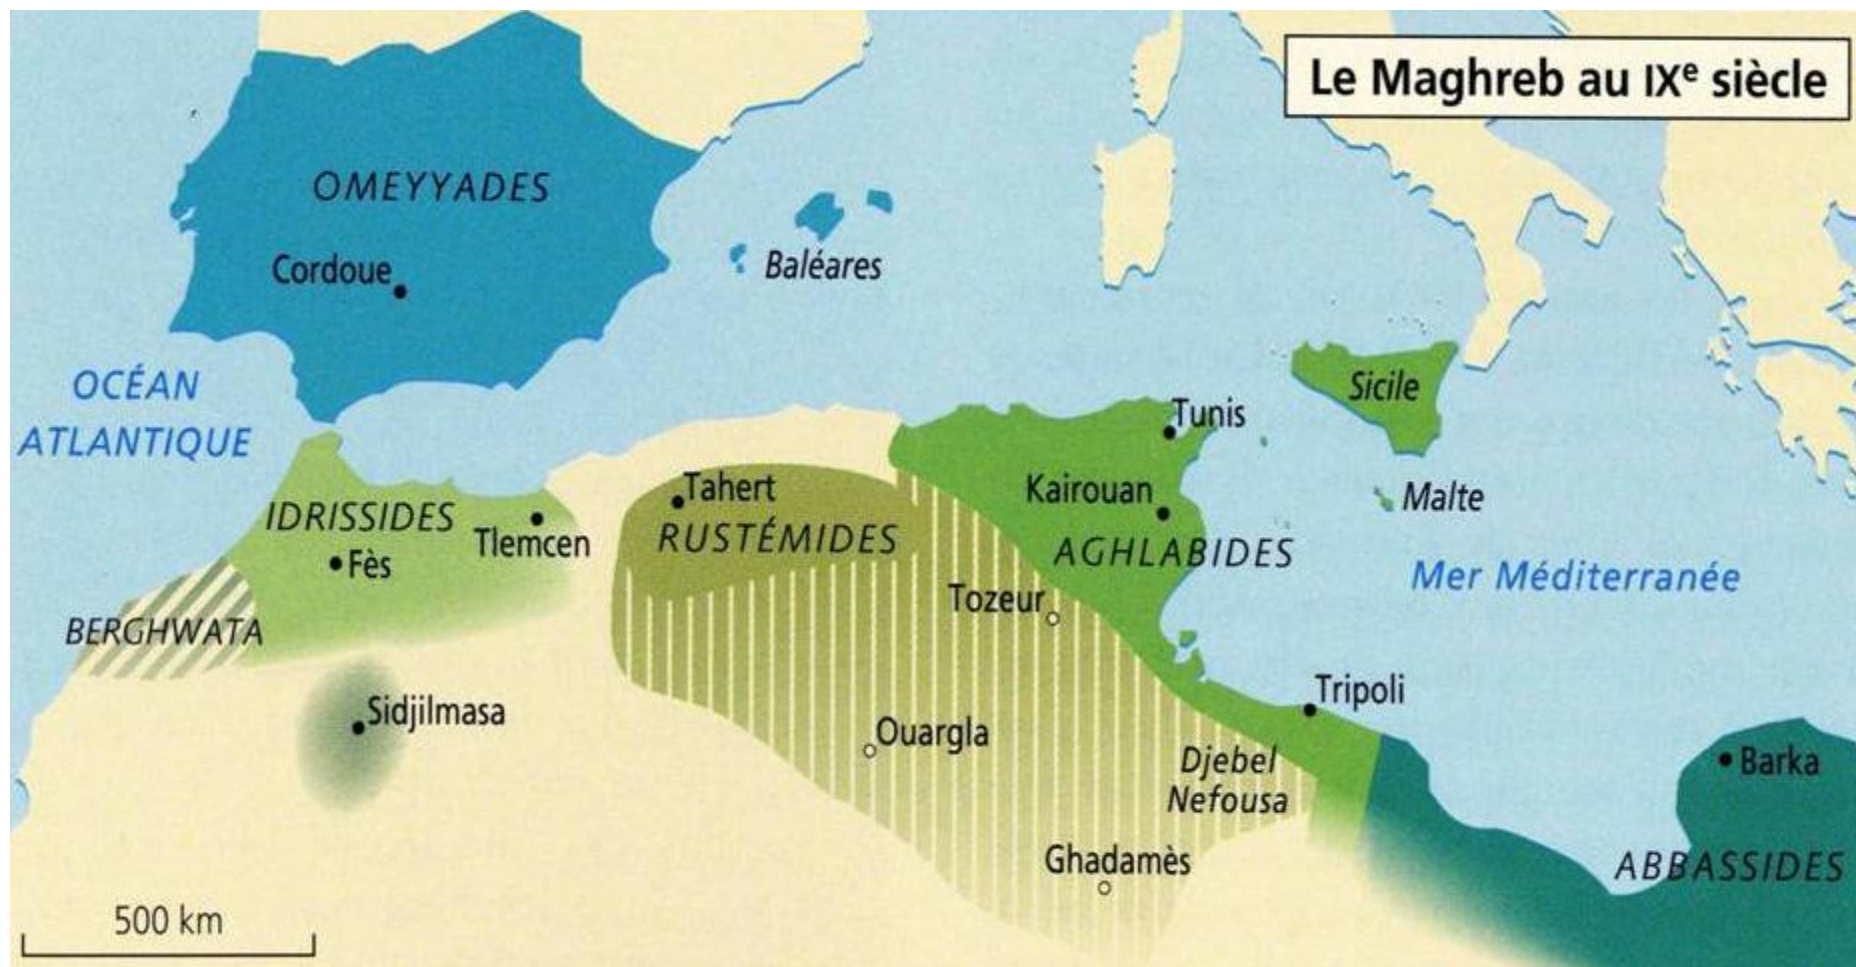 Le Maghreb au IXe siècle
OMEYYADES
Cordoue
Baléares
OCÉAN
ATLANTIQUE
Sicile
Tunis
Tahert
Kairouan
Malte
IDRISSIDES
RUSTÉMIDES
Tlemcen
AGHLABIDES
Fès
Mer Méditerranée
Tozeur
BERGHWATA
Sidjilmasa
Tripoli
Ouargla
Djebel
Nefousa
Barka
Ghadamès
ABBASSIDES
500 km